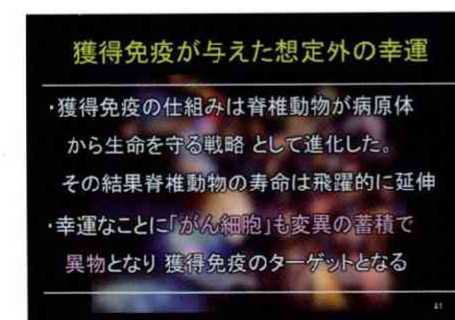 獲得免疫が与えた想定外の幸運
・獲得免疫の仕組みは脊椎動物が病原体
から生命を守る戦略 として進化した。
その結果脊椎動物の寿命は飛躍的に延伸
・幸運なことに「がん細胞」も変異の蓄積で
異物となり 獲得免疫のターゲットとなる
41